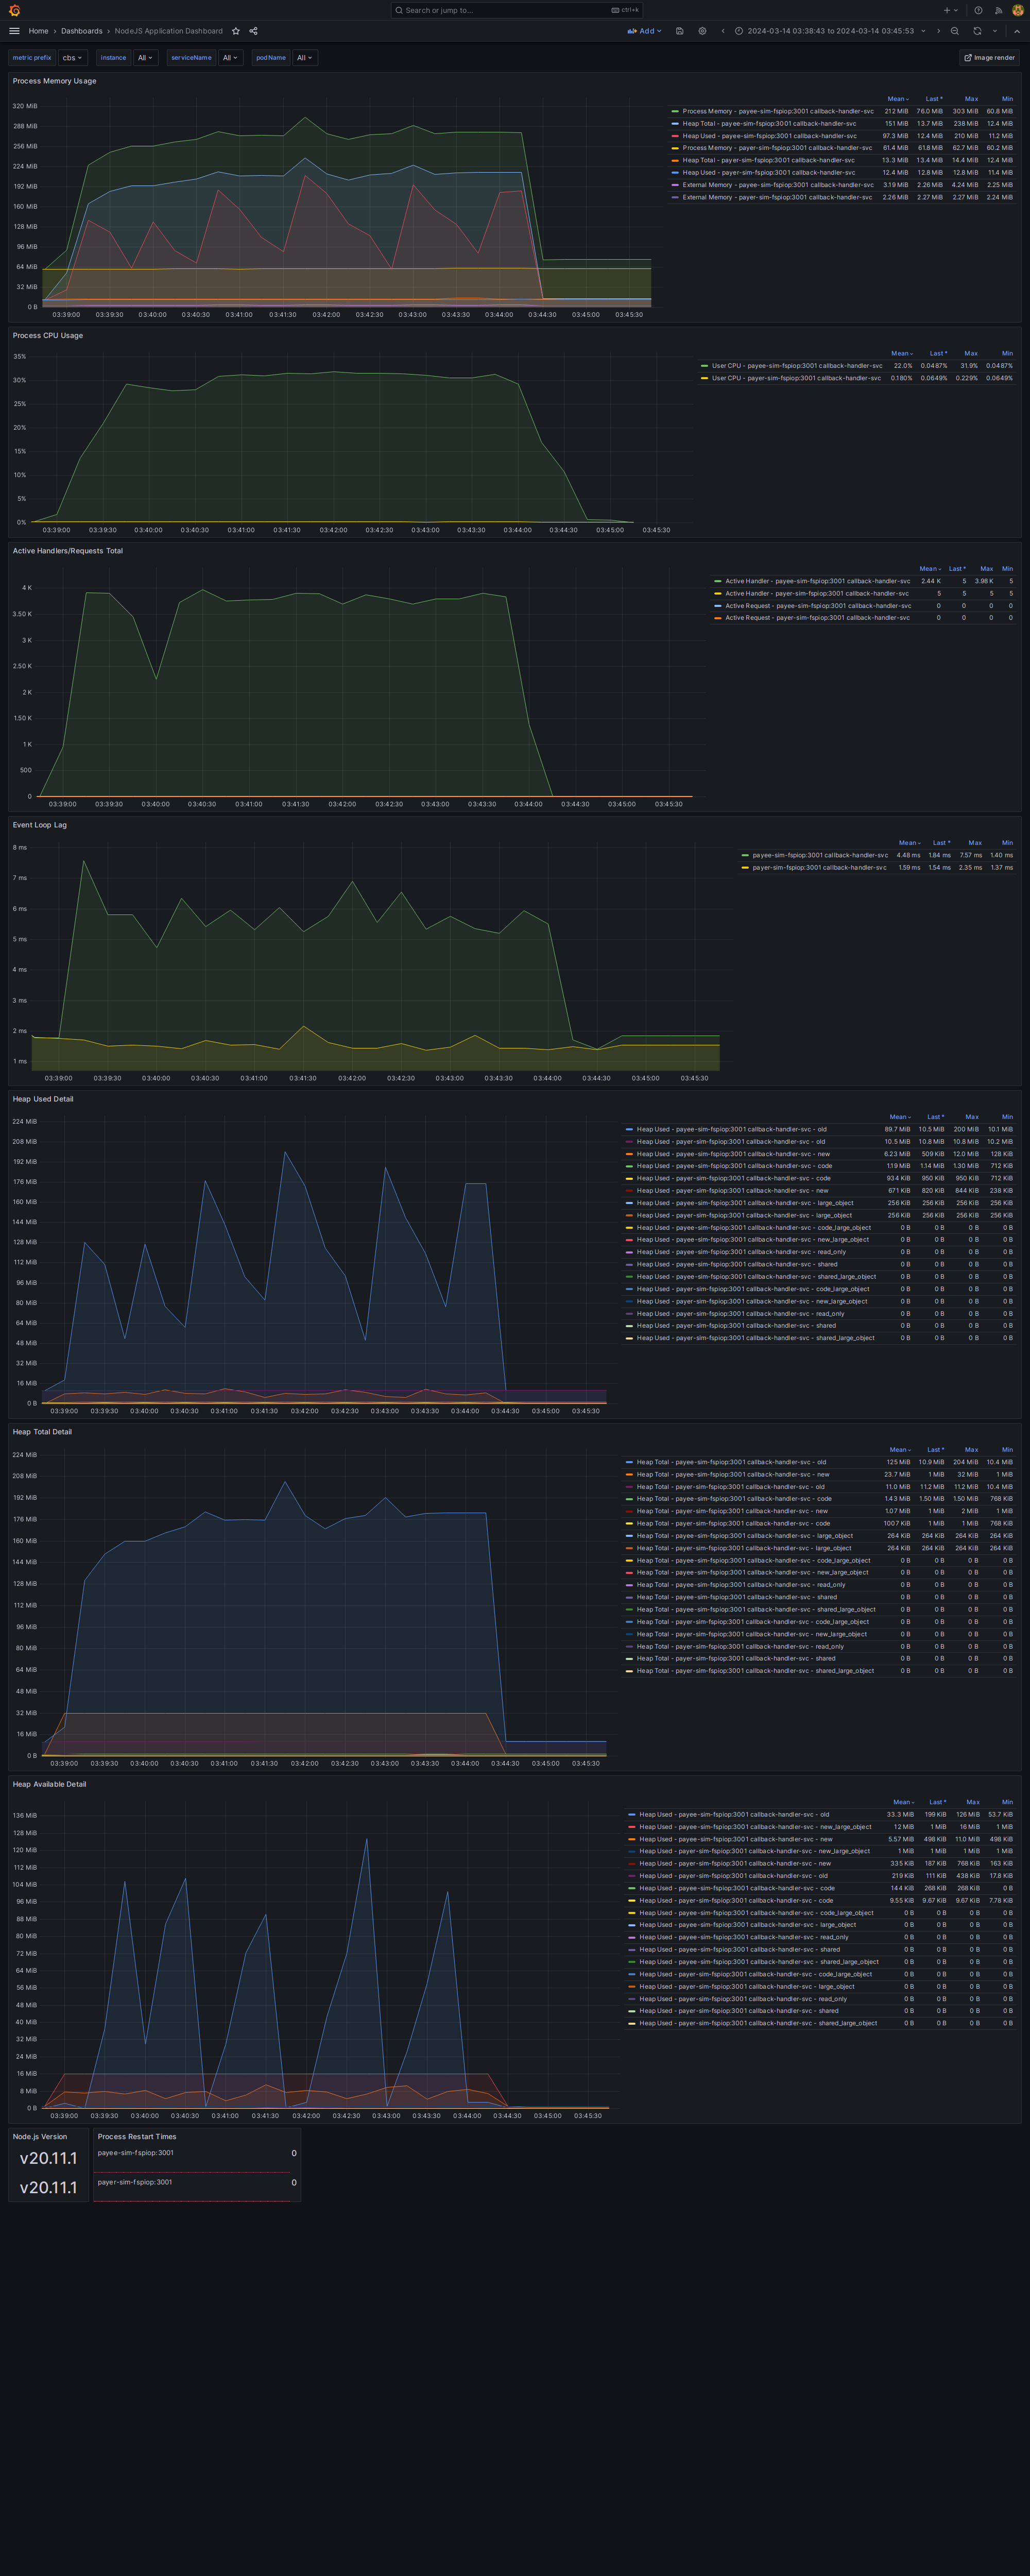 Search or jump to...
ctrl+k
Home › Dashboards › NodeJS Application Dashboard
Add
2024-03-14 03:38:43 to 2024-03-14 03:45:53
metric prefix cbs instance All serviceName All podName All
Image render
Process Memory Usage
320 MiB
288 MiB
256 MiB
224 MiB
192 MiB
160 MiB
128 MiB
96 MiB
64 MiB
32 MiB
0 B
03:39:00 03:39:30 03:40:00 03:40:30 03:41:00 03:41:30 03:42:00 03:42:30 03:43:00 03:43:30 03:44:00 03:44:30 03:45:00 03:45:30
Mean Last * Max Min
Process Memory - payee-sim-fspiop:3001 callback-handler-svc 212 MiB 76.0 MiB 303 MiB 60.8 MiB
Heap Total - payee-sim-fspiop:3001 callback-handler-svc 151 MiB 13.7 MiB 238 MiB 12.4 MiB
Heap Used - payee-sim-fspiop:3001 callback-handler-svc 97.3 MiB 12.4 MiB 210 MiB 11.2 MiB
Process Memory - payer-sim-fspiop:3001 callback-handler-svc 61.4 MiB 61.8 MiB 62.7 MiB 60.2 MiB
Heap Total - payer-sim-fspiop:3001 callback-handler-svc 13.3 MiB 13.4 MiB 14.4 MiB 12.4 MiB
Heap Used - payer-sim-fspiop:3001 callback-handler-svc 12.4 MiB 12.8 MiB 12.8 MiB 11.4 MiB
External Memory - payee-sim-fspiop:3001 callback-handler-svc 3.19 MiB 2.26 MiB 4.24 MiB 2.25 MiB
External Memory - payer-sim-fspiop:3001 callback-handler-svc 2.26 MiB 2.27 MiB 2.27 MiB 2.24 MiB
Process CPU Usage
35%
30%
25%
20%
15%
10%
5%
0%
03:39:00 03:39:30 03:40:00 03:40:30 03:41:00 03:41:30 03:42:00 03:42:30 03:43:00 03:43:30 03:44:00 03:44:30 03:45:00 03:45:30
Mean Last * Max Min
User CPU - payee-sim-fspiop:3001 callback-handler-svc 22.0% 0.0487% 31.9% 0.0487%
User CPU - payer-sim-fspiop:3001 callback-handler-svc 0.180% 0.0649% 0.229% 0.0649%
Active Handlers/Requests Total
4 K
3.50 K
3 K
2.50 K
2 K
1.50 K
1 K
500
0
03:39:00 03:39:30 03:40:00 03:40:30 03:41:00 03:41:30 03:42:00 03:42:30 03:43:00 03:43:30 03:44:00 03:44:30 03:45:00 03:45:30
Mean Last * Max Min
Active Handler - payee-sim-fspiop:3001 callback-handler-svc 2.44 K 5 3.98 K 5
Active Handler - payer-sim-fspiop:3001 callback-handler-svc 5 5 5 5
Active Request - payee-sim-fspiop:3001 callback-handler-svc 0 0 0 0
Active Request - payer-sim-fspiop:3001 callback-handler-svc 0 0 0 0
Event Loop Lag
8 ms
7 ms
6 ms
5 ms
4 ms
3 ms
2 ms
1 ms
03:39:00 03:39:30 03:40:00 03:40:30 03:41:00 03:41:30 03:42:00 03:42:30 03:43:00 03:43:30 03:44:00 03:44:30 03:45:00 03:45:30
Mean Last * Max Min
payee-sim-fspiop:3001 callback-handler-svc 4.48 ms 1.84 ms 7.57 ms 1.40 ms
payer-sim-fspiop:3001 callback-handler-svc 1.59 ms 1.54 ms 2.35 ms 1.37 ms
Heap Used Detail
224 MiB
208 MiB
192 MiB
176 MiB
160 MiB
144 MiB
128 MiB
112 MiB
96 MiB
80 MiB
64 MiB
48 MiB
32 MiB
16 MiB
0 B
03:39:00 03:39:30 03:40:00 03:40:30 03:41:00 03:41:30 03:42:00 03:42:30 03:43:00 03:43:30 03:44:00 03:44:30 03:45:00 03:45:30
Mean Last * Max Min
Heap Used - payee-sim-fspiop:3001 callback-handler-svc - old 89.7 MiB 10.5 MiB 200 MiB 10.1 MiB
Heap Used - payer-sim-fspiop:3001 callback-handler-svc - old 10.5 MiB 10.8 MiB 10.8 MiB 10.2 MiB
Heap Used - payee-sim-fspiop:3001 callback-handler-svc - new 6.23 MiB 509 KiB 12.0 MiB 128 KiB
Heap Used - payee-sim-fspiop:3001 callback-handler-svc - code 1.19 MiB 1.14 MiB 1.30 MiB 712 KiB
Heap Used - payer-sim-fspiop:3001 callback-handler-svc - code 934 KiB 950 KiB 950 KiB 712 KiB
Heap Used - payer-sim-fspiop:3001 callback-handler-svc - new 671 KiB 820 KiB 844 KiB 238 KiB
Heap Used - payee-sim-fspiop:3001 callback-handler-svc - large_object 256 KiB 256 KiB 256 KiB 256 KiB
Heap Used - payer-sim-fspiop:3001 callback-handler-svc - large_object 256 KiB 256 KiB 256 KiB 256 KiB
Heap Used - payee-sim-fspiop:3001 callback-handler-svc - code_large_object 0 B 0 B 0 B 0 B
Heap Used - payee-sim-fspiop:3001 callback-handler-svc - new_large_object 0 B 0 B 0 B 0 B
Heap Used - payee-sim-fspiop:3001 callback-handler-svc - read_only 0 B 0 B 0 B 0 B
Heap Used - payee-sim-fspiop:3001 callback-handler-svc - shared 0 B 0 B 0 B 0 B
Heap Used - payee-sim-fspiop:3001 callback-handler-svc - shared_large_object 0 B 0 B 0 B 0 B
Heap Used - payer-sim-fspiop:3001 callback-handler-svc - code_large_object 0 B 0 B 0 B 0 B
Heap Used - payer-sim-fspiop:3001 callback-handler-svc - new_large_object 0 B 0 B 0 B 0 B
Heap Used - payer-sim-fspiop:3001 callback-handler-svc - read_only 0 B 0 B 0 B 0 B
Heap Used - payer-sim-fspiop:3001 callback-handler-svc - shared 0 B 0 B 0 B 0 B
Heap Used - payer-sim-fspiop:3001 callback-handler-svc - shared_large_object 0 B 0 B 0 B 0 B
Heap Total Detail
224 MiB
208 MiB
192 MiB
176 MiB
160 MiB
144 MiB
128 MiB
112 MiB
96 MiB
80 MiB
64 MiB
48 MiB
32 MiB
16 MiB
0 B
03:39:00 03:39:30 03:40:00 03:40:30 03:41:00 03:41:30 03:42:00 03:42:30 03:43:00 03:43:30 03:44:00 03:44:30 03:45:00 03:45:30
Mean Last * Max Min
Heap Total - payee-sim-fspiop:3001 callback-handler-svc - old 125 MiB 10.9 MiB 204 MiB 10.4 MiB
Heap Total - payee-sim-fspiop:3001 callback-handler-svc - new 23.7 MiB 1 MiB 32 MiB 1 MiB
Heap Total - payer-sim-fspiop:3001 callback-handler-svc - old 11.0 MiB 11.2 MiB 11.2 MiB 10.4 MiB
Heap Total - payee-sim-fspiop:3001 callback-handler-svc - code 1.43 MiB 1.50 MiB 1.50 MiB 768 KiB
Heap Total - payer-sim-fspiop:3001 callback-handler-svc - new 1.07 MiB 1 MiB 2 MiB 1 MiB
Heap Total - payer-sim-fspiop:3001 callback-handler-svc - code 1007 KiB 1 MiB 1 MiB 768 KiB
Heap Total - payee-sim-fspiop:3001 callback-handler-svc - large_object 264 KiB 264 KiB 264 KiB 264 KiB
Heap Total - payer-sim-fspiop:3001 callback-handler-svc - large_object 264 KiB 264 KiB 264 KiB 264 KiB
Heap Total - payee-sim-fspiop:3001 callback-handler-svc - code_large_object 0 B 0 B 0 B 0 B
Heap Total - payee-sim-fspiop:3001 callback-handler-svc - new_large_object 0 B 0 B 0 B 0 B
Heap Total - payee-sim-fspiop:3001 callback-handler-svc - read_only 0 B 0 B 0 B 0 B
Heap Total - payee-sim-fspiop:3001 callback-handler-svc - shared 0 B 0 B 0 B 0 B
Heap Total - payee-sim-fspiop:3001 callback-handler-svc - shared_large_object 0 B 0 B 0 B 0 B
Heap Total - payer-sim-fspiop:3001 callback-handler-svc - code_large_object 0 B 0 B 0 B 0 B
Heap Total - payer-sim-fspiop:3001 callback-handler-svc - new_large_object 0 B 0 B 0 B 0 B
Heap Total - payer-sim-fspiop:3001 callback-handler-svc - read_only 0 B 0 B 0 B 0 B
Heap Total - payer-sim-fspiop:3001 callback-handler-svc - shared 0 B 0 B 0 B 0 B
Heap Total - payer-sim-fspiop:3001 callback-handler-svc - shared_large_object 0 B 0 B 0 B 0 B
Heap Available Detail
136 MiB
128 MiB
120 MiB
112 MiB
104 MiB
96 MiB
88 MiB
80 MiB
72 MiB
64 MiB
56 MiB
48 MiB
40 MiB
32 MiB
24 MiB
16 MiB
8 MiB
0 B
03:39:00 03:39:30 03:40:00 03:40:30 03:41:00 03:41:30 03:42:00 03:42:30 03:43:00 03:43:30 03:44:00 03:44:30 03:45:00 03:45:30
Mean Last * Max Min
Heap Used - payee-sim-fspiop:3001 callback-handler-svc - old 33.3 MiB 199 KiB 126 MiB 53.7 KiB
Heap Used - payee-sim-fspiop:3001 callback-handler-svc - new_large_object 12 MiB 1 MiB 16 MiB 1 MiB
Heap Used - payee-sim-fspiop:3001 callback-handler-svc - new 5.57 MiB 498 KiB 11.0 MiB 498 KiB
Heap Used - payer-sim-fspiop:3001 callback-handler-svc - new_large_object 1 MiB 1 MiB 1 MiB 1 MiB
Heap Used - payer-sim-fspiop:3001 callback-handler-svc - new 335 KiB 187 KiB 768 KiB 163 KiB
Heap Used - payer-sim-fspiop:3001 callback-handler-svc - old 219 KiB 111 KiB 438 KiB 17.8 KiB
Heap Used - payee-sim-fspiop:3001 callback-handler-svc - code 144 KiB 268 KiB 268 KiB 0 B
Heap Used - payer-sim-fspiop:3001 callback-handler-svc - code 9.55 KiB 9.67 KiB 9.67 KiB 7.78 KiB
Heap Used - payee-sim-fspiop:3001 callback-handler-svc - code_large_object 0 B 0 B 0 B 0 B
Heap Used - payee-sim-fspiop:3001 callback-handler-svc - large_object 0 B 0 B 0 B 0 B
Heap Used - payee-sim-fspiop:3001 callback-handler-svc - read_only 0 B 0 B 0 B 0 B
Heap Used - payee-sim-fspiop:3001 callback-handler-svc - shared 0 B 0 B 0 B 0 B
Heap Used - payee-sim-fspiop:3001 callback-handler-svc - shared_large_object 0 B 0 B 0 B 0 B
Heap Used - payer-sim-fspiop:3001 callback-handler-svc - code_large_object 0 B 0 B 0 B 0 B
Heap Used - payer-sim-fspiop:3001 callback-handler-svc - large_object 0 B 0 B 0 B 0 B
Heap Used - payer-sim-fspiop:3001 callback-handler-svc - read_only 0 B 0 B 0 B 0 B
Heap Used - payer-sim-fspiop:3001 callback-handler-svc - shared 0 B 0 B 0 B 0 B
Heap Used - payer-sim-fspiop:3001 callback-handler-svc - shared_large_object 0 B 0 B 0 B 0 B
Node.js Version
v20.11.1
v20.11.1
Process Restart Times
payee-sim-fspiop:3001 0
payer-sim-fspiop:3001 0